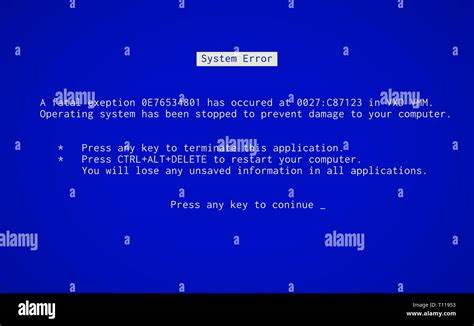 System Error
A fatal exeption 0E76534801 has occured at 0027:C87123 in VXD VMM.
Operating system has been stopped to prevent damage to your computer.
* Press any key to terminate this application.
* Press CTRL+ALT+DELETE to restart your computer.
You will lose any unsaved information in all applications.
Press any key to coninue _
a
a
alamy
alamy
a
a
a
a
alamy
alamy
a
a
alamy
Image ID: T11953
www.alamy.com